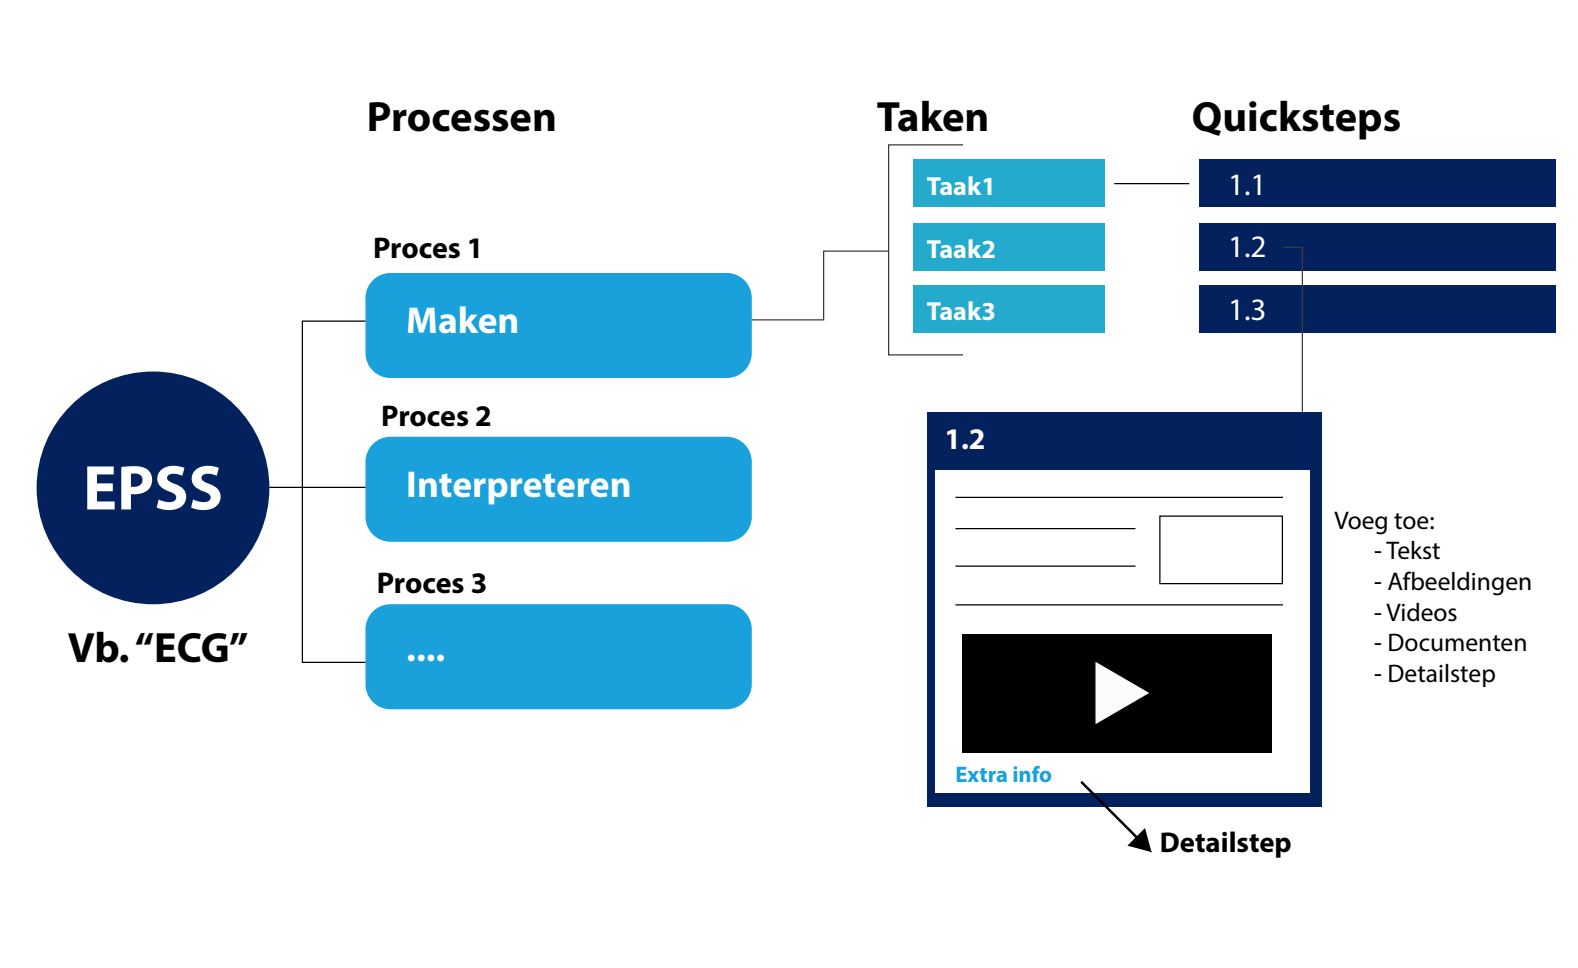 Processen
Taken
Quicksteps
EPSS
Vb. “ECG”
Proces 1
Maken
Proces 2
Interpreteren
Proces 3
....
Taak1
Taak2
Taak3
1.1
1.2
1.3
1.2
Extra info
Detailstep
Voeg toe:
- Tekst
- Afbeeldingen
- Videos
- Documenten
- Detailstep